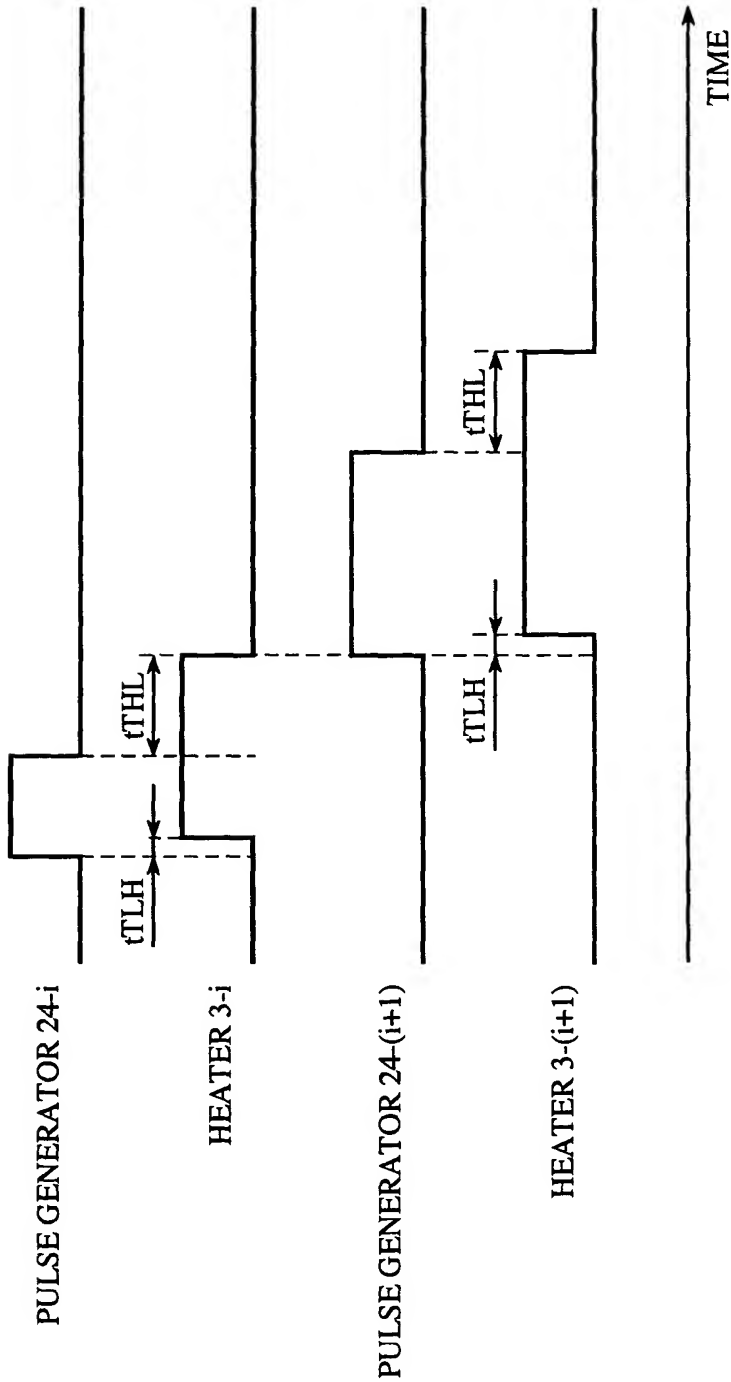 PULSE GENERATOR 24-i
tTLH
tTHL
HEATER 3-i
PULSE GENERATOR 24-(i+1)
tTLH
tTHL
HEATER 3-(i+1)
TIME